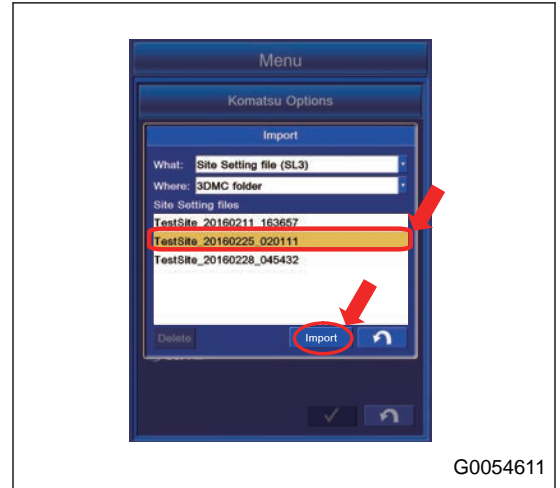 Menu
Komatsu Options
Import
What: Site Setting file (SL3)
Where: 3DMC folder
Site Setting files
TestSite_20160211_163657
TestSite_20160225_020111
TestSite_20160228_045432
Delete Import
G0054611